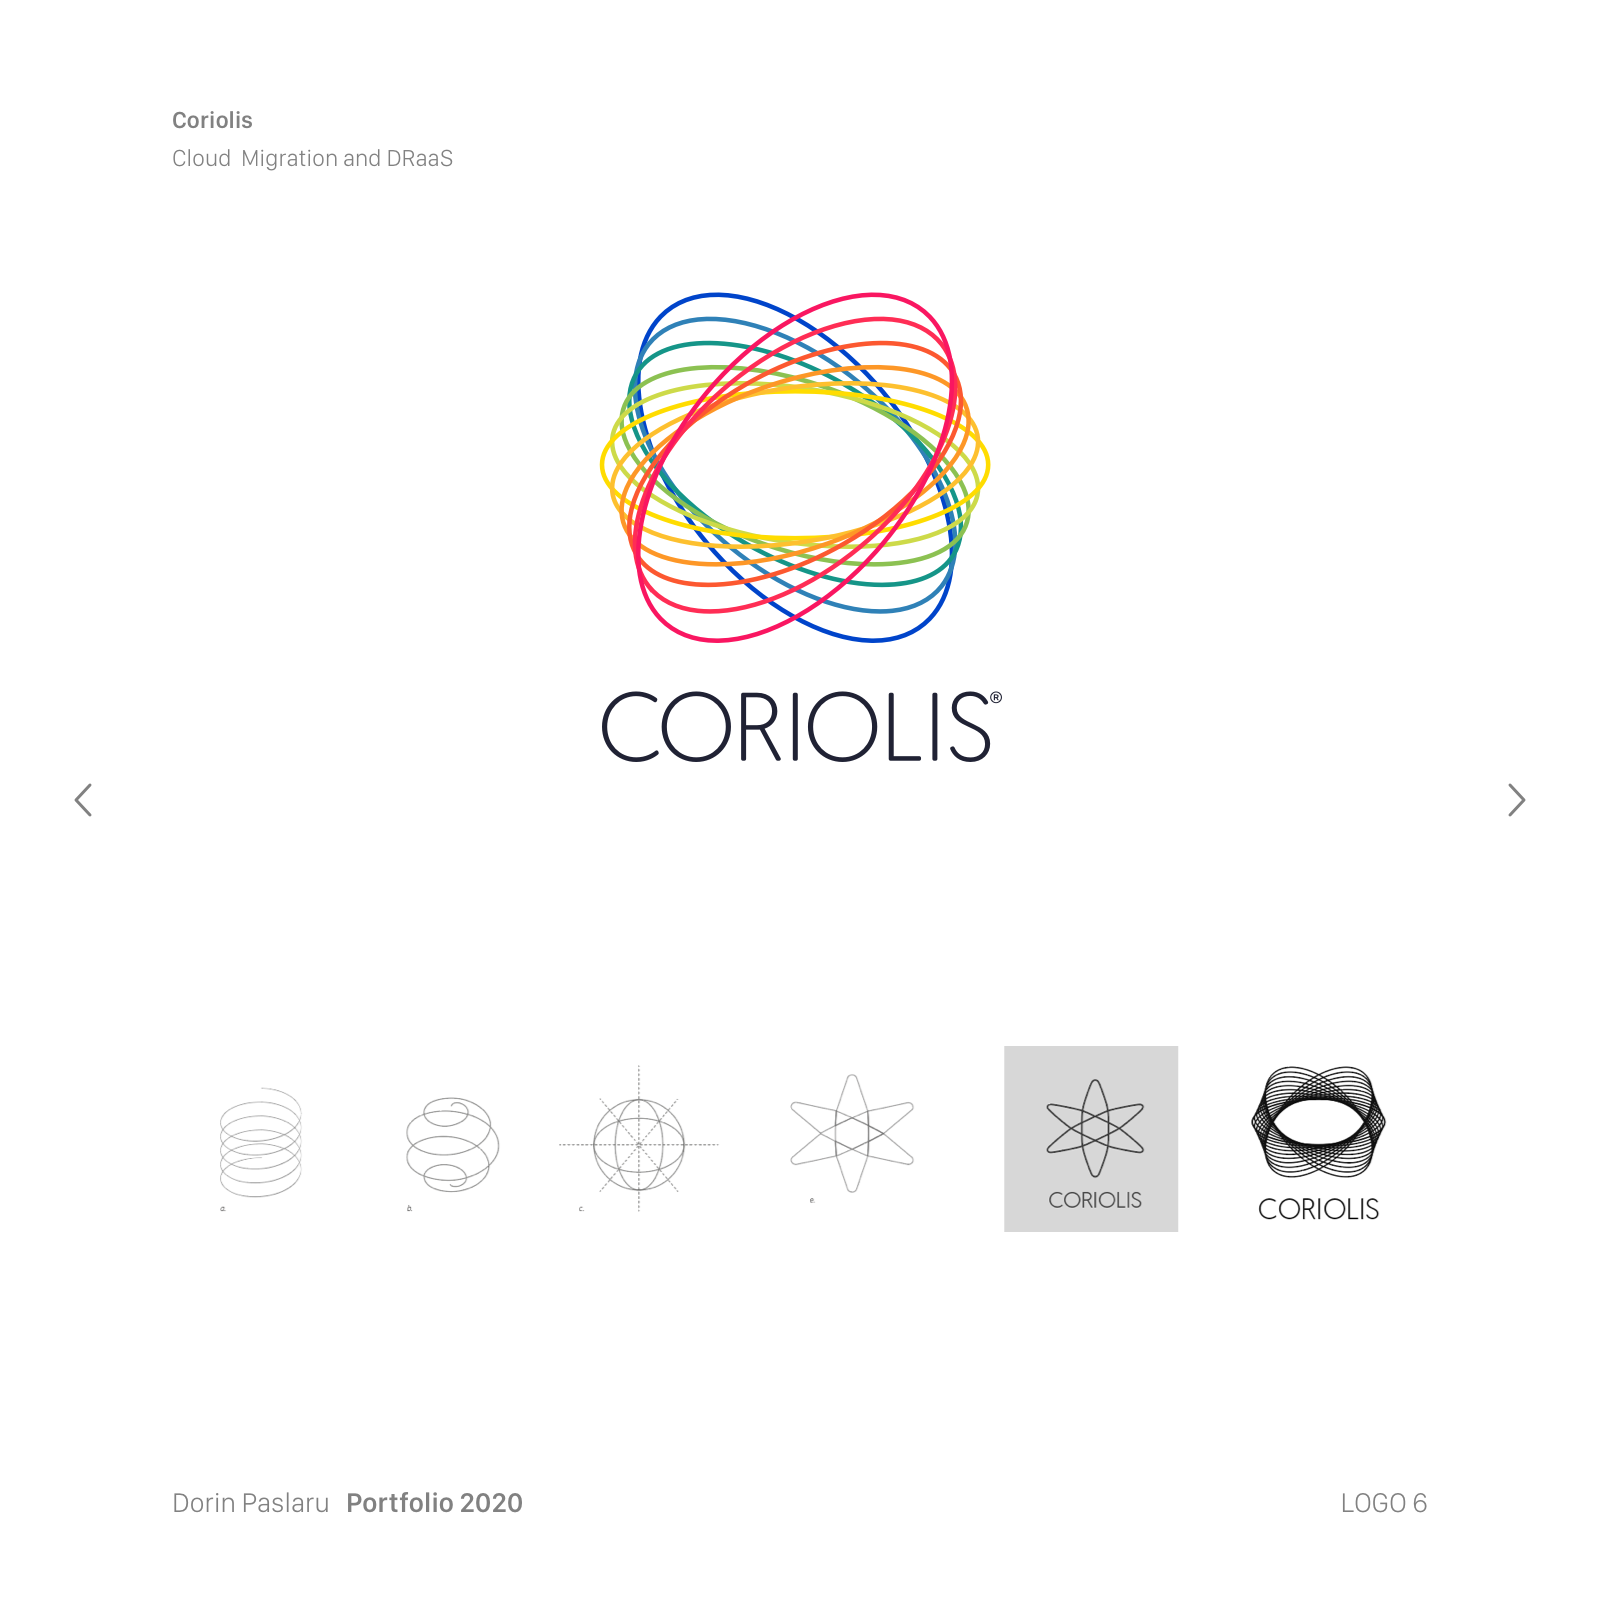 Coriolis
Cloud  Migration and DRaaS
CORIOLIS®
a.
b.
c.
e.
CORIOLIS
CORIOLIS
Dorin Paslaru Portfolio 2020
LOGO 6